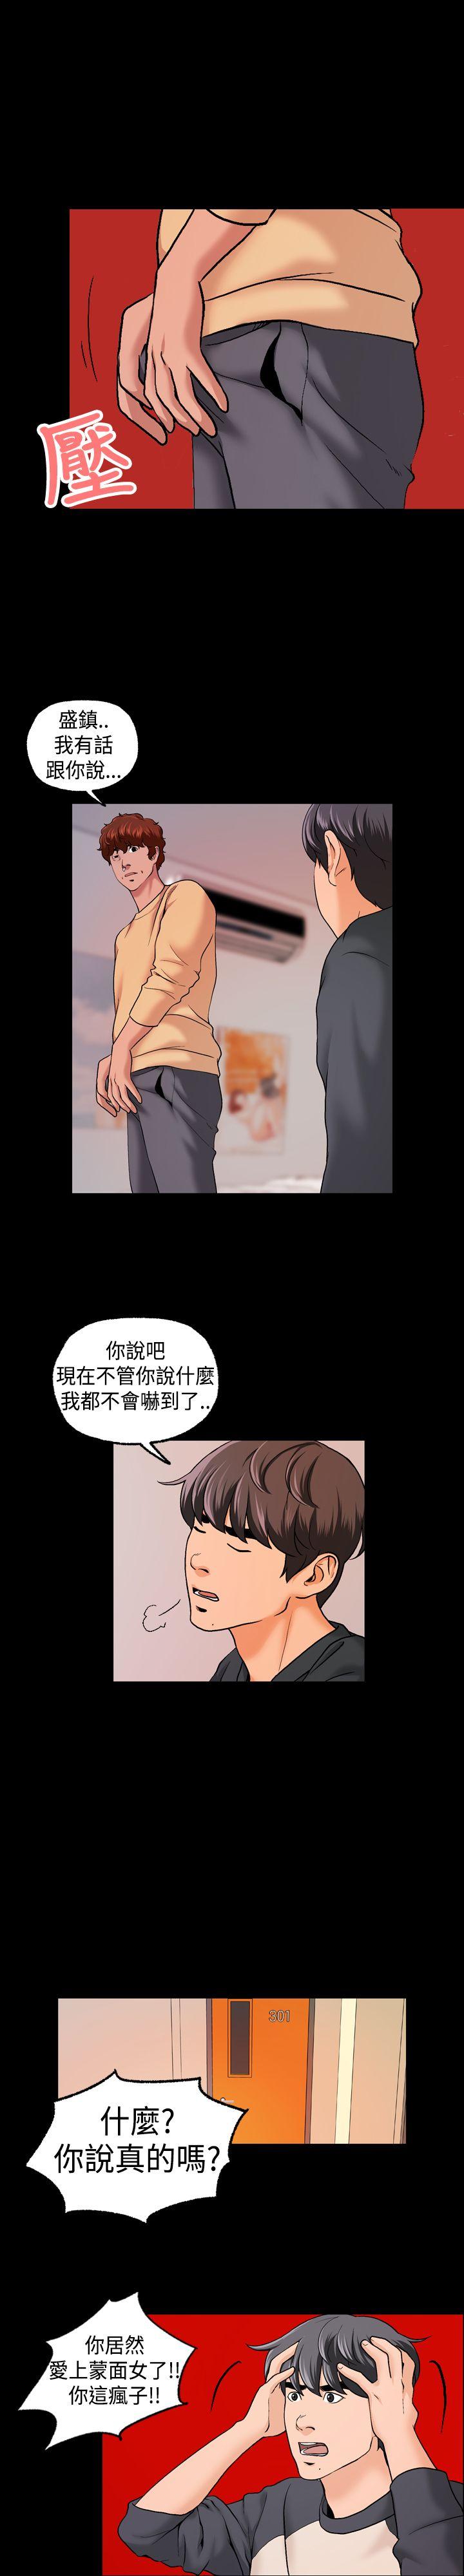 壓
盛鎮..
我有話
跟你說...
你說吧
現在不管你說什麼
我都不會嚇到了..
301
什麼?
你說真的嗎?
你居然
愛上蒙面女了!!
你這瘋子!!